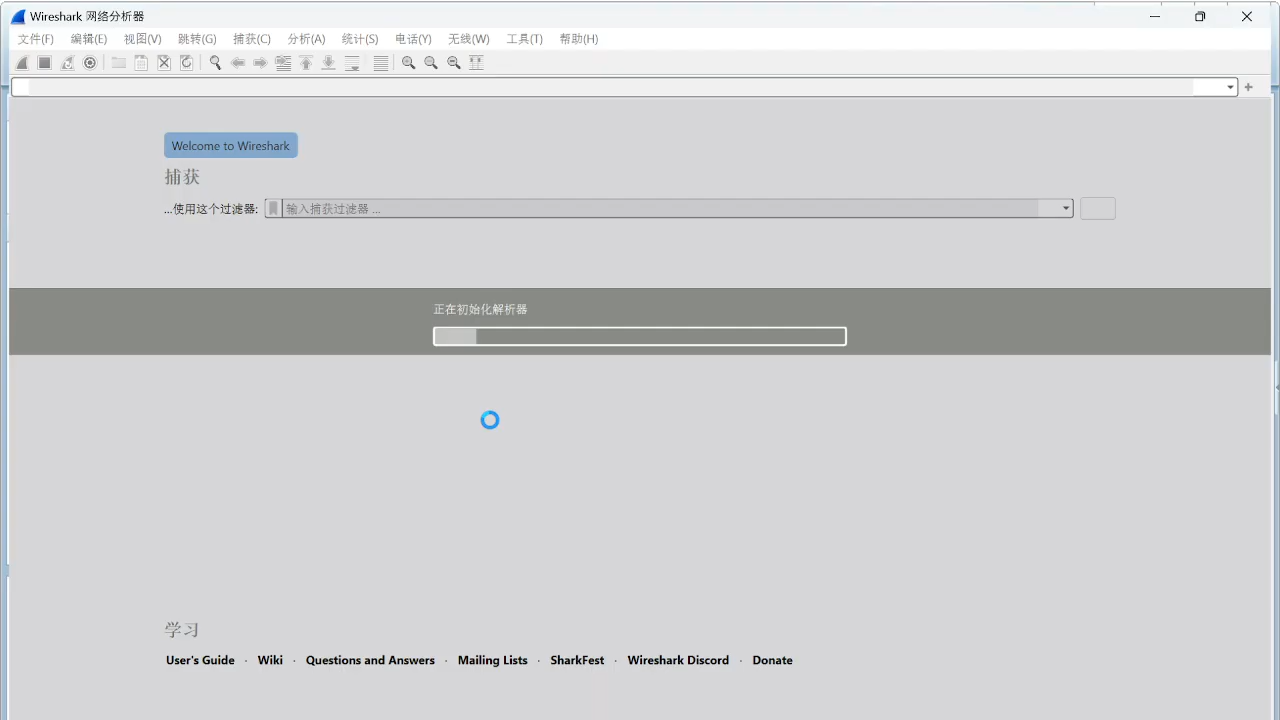 Wireshark 网络分析器
文件(F) 编辑(E) 视图(V) 跳转(G) 捕获(C) 分析(A) 统计(S) 电话(Y) 无线(W) 工具(T) 帮助(H)
Welcome to Wireshark
捕获
...使用这个过滤器: 输入捕获过滤器 ...
正在初始化解析器
学习
User's Guide · Wiki · Questions and Answers · Mailing Lists · SharkFest · Wireshark Discord · Donate